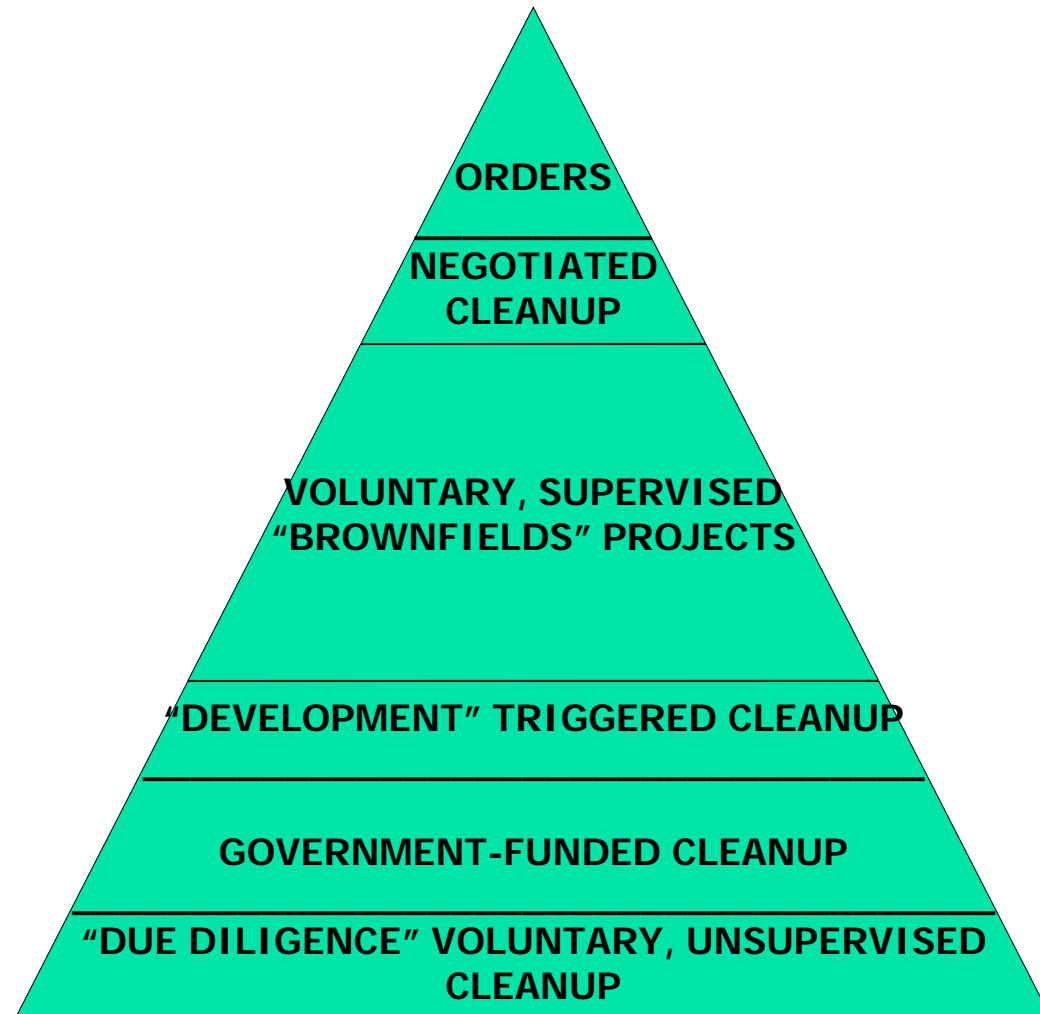 ORDERS
NEGOTIATED
CLEANUP
VOLUNTARY, SUPERVISED
“BROWNFIELDS” PROJECTS
“DEVELOPMENT” TRIGGERED CLEANUP
GOVERNMENT-FUNDED CLEANUP
“DUE DILIGENCE” VOLUNTARY, UNSUPERVISED
CLEANUP